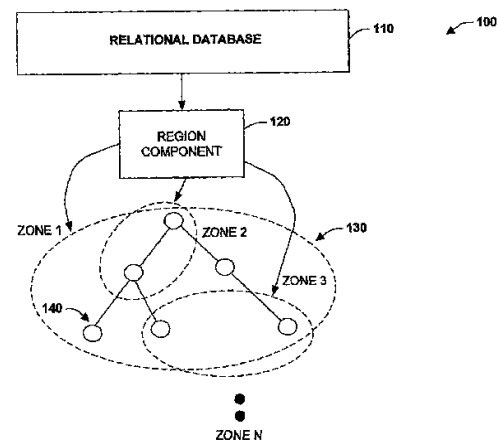 RELATIONAL DATABASE
110
100
REGION
COMPONENT
120
ZONE 1
ZONE 2
130
ZONE 3
140
ZONE N